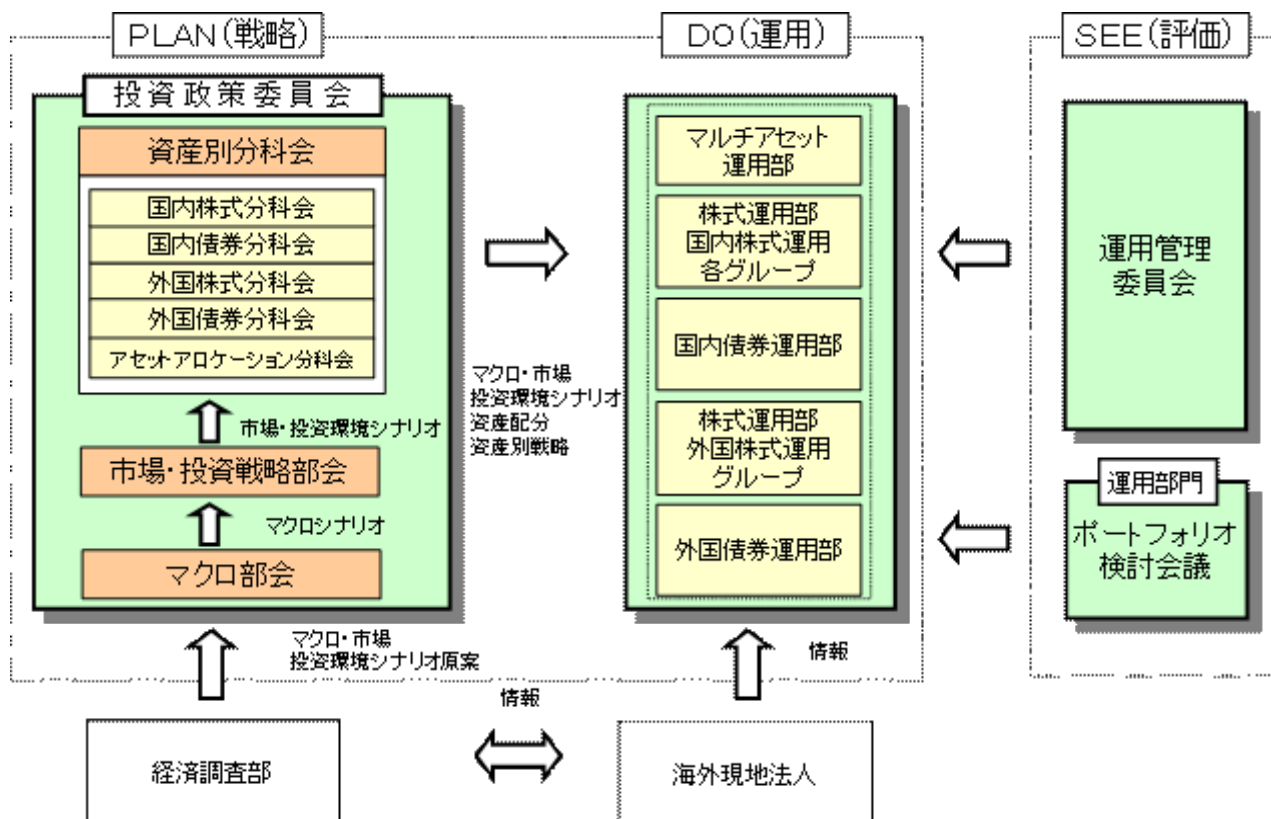 PLAN(戦略)
投資政策委員会
資産別分科会
国内株式分科会
国内債券分科会
外国株式分科会
外国債券分科会
アセットアロケーション分科会
市場・投資環境シナリオ
市場・投資戦略部会
マクロシナリオ
マクロ部会
マクロ・市場
投資環境シナリオ原案
経済調査部
マクロ・市場
投資環境シナリオ
資産配分
資産別戦略
情報
DO(運用)
マルチアセット
運用部
株式運用部
国内株式運用
各グループ
国内債券運用部
株式運用部
外国株式運用
グループ
外国債券運用部
情報
海外現地法人
SEE(評価)
運用管理
委員会
運用部門
ポートフォリオ
検討会議